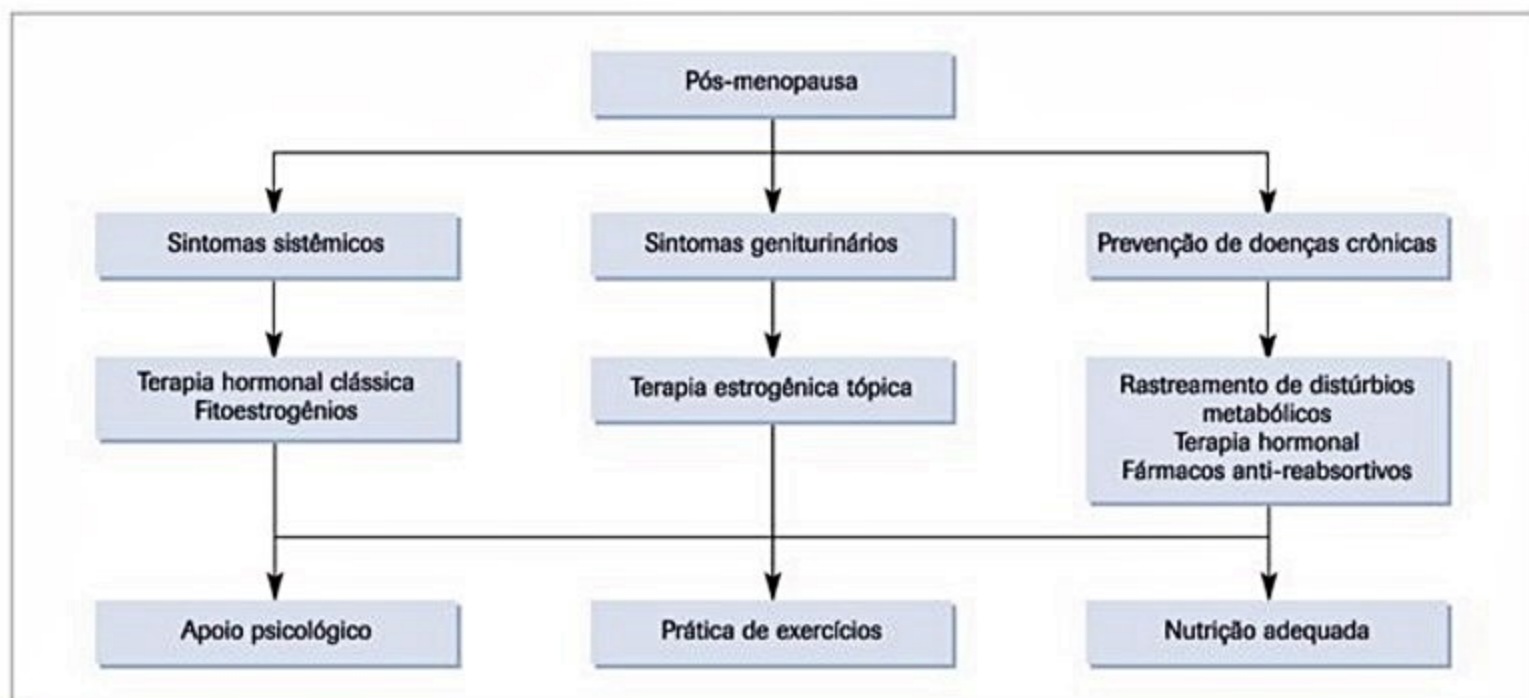 Pós-menopausa
Sintomas sistêmicos
Sintomas geniturinários
Prevenção de doenças crônicas
Terapia hormonal clássica
Fitoestrogênios
Terapia estrogênica tópica
Rastreamento de distúrbios
metabólicos
Terapia hormonal
Fármacos anti-reabsortivos
Apoio psicológico
Prática de exercícios
Nutrição adequada